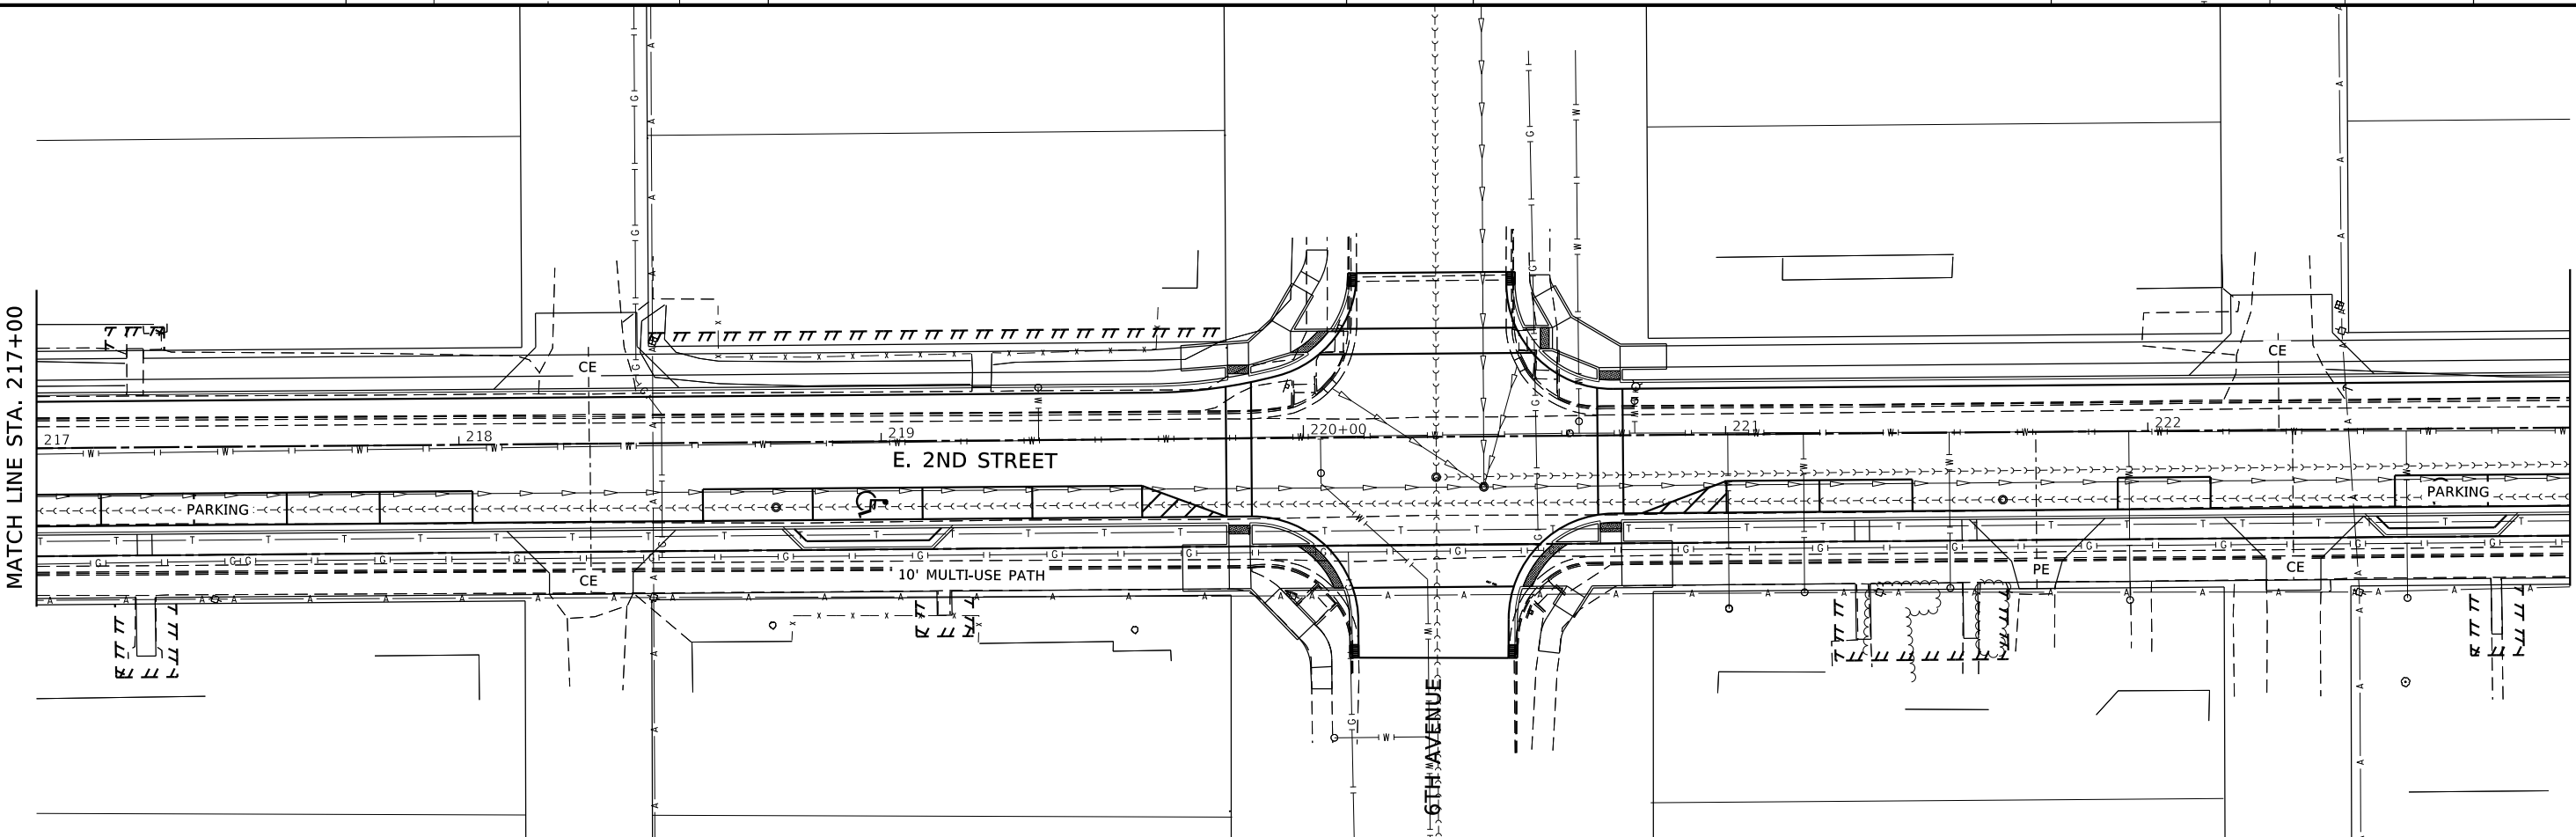 MATCH LINE STA. 217+00
CE
CE
217
218
219
220+00
221
222
E. 2ND STREET
PARKING
PARKING
10' MULTI-USE PATH
CE
PE
CE
6TH AVENUE